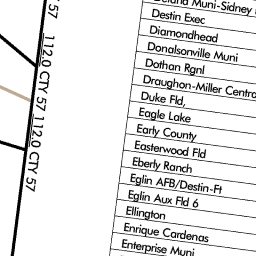 57
112.0 CTY 57
112.0 CTY 57
Deland Muni-Sidney
Destin Exec
Diamondhead
Donalsonville Muni
Dothan Rgnl
Draughon-Miller Centra
Duke Fld,
Eagle Lake
Early County
Easterwood Fld
Eberly Ranch
Eglin AFB/Destin-Ft
Eglin Aux Fld 6
Ellington
Enrique Cardenas
Enterprise Muni